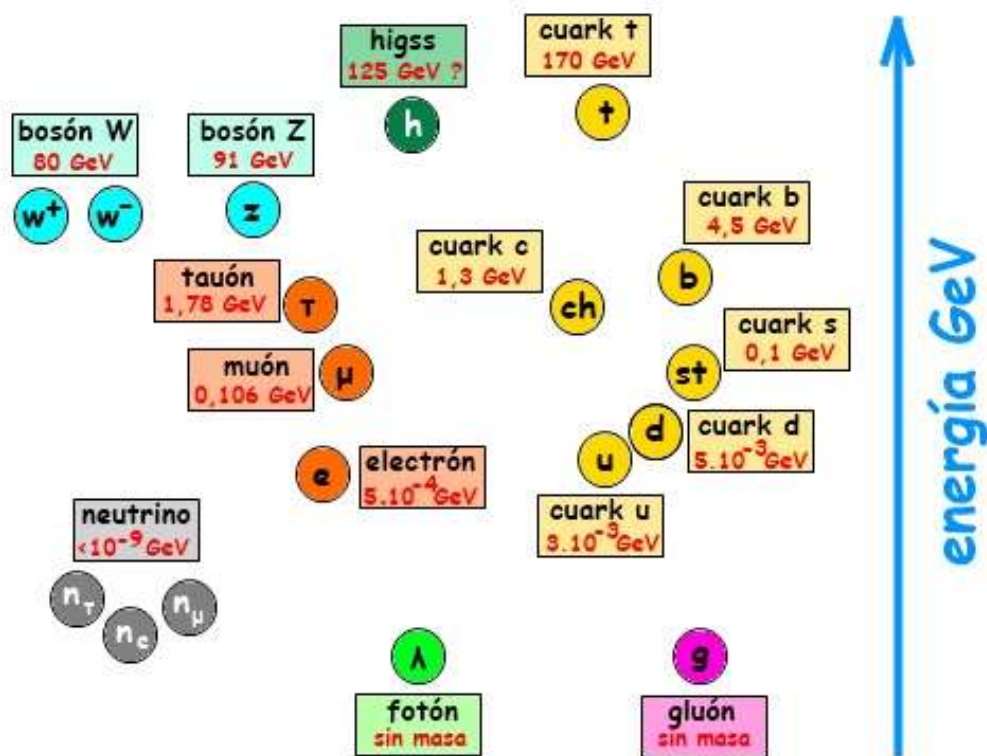 higss
125 GeV ?
h
cuark t
170 GeV
t
bosón W
80 GeV
w⁺
w⁻
bosón Z
91 GeV
z
cuark b
4,5 GeV
b
cuark c
1,3 GeV
ch
tauón
1,78 GeV
τ
cuark s
0,1 GeV
st
muón
0,106 GeV
μ
cuark d
5.10⁻³GeV
d
u
cuark u
3.10⁻³GeV
e
electrón
5.10⁻⁴GeV
neutrino
<10⁻⁹GeV
n_τ
n_e
n_μ
λ
fotón
sin masa
g
gluón
sin masa
energía GeV